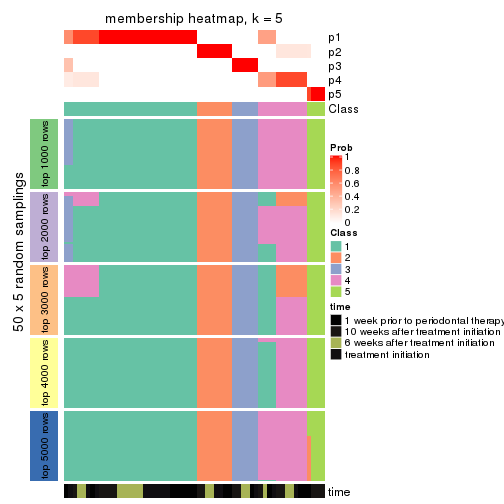 membership heatmap, k = 5
p1
p2
p3
p4
p5
Class
50 x 5 random samplings
top 1000 rows
top 2000 rows
top 3000 rows
top 4000 rows
top 5000 rows
time
Prob
1
0.8
0.6
0.4
0.2
0
Class
1
2
3
4
5
time
1 week prior to periodontal therapy
10 weeks after treatment initiation
6 weeks after treatment initiation
treatment initiation